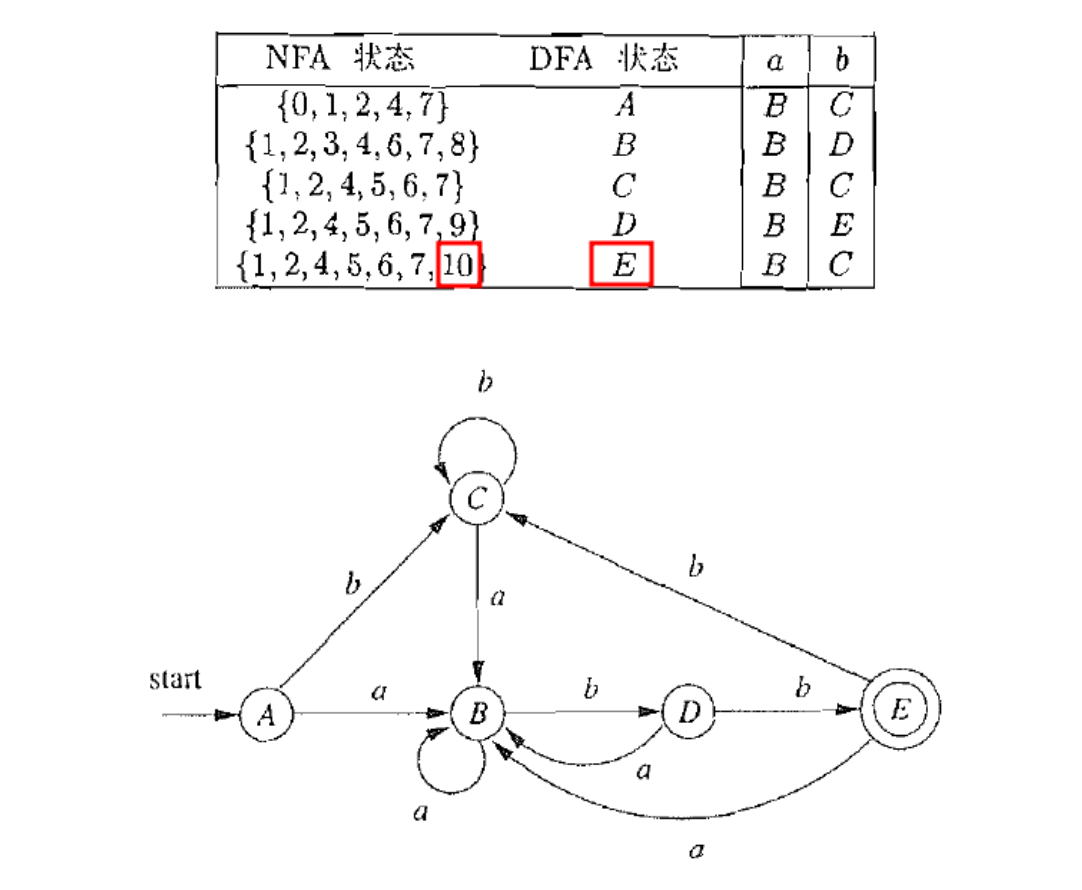 NFA 状态 DFA 状态 a b
{0, 1, 2, 4, 7} A B C
{1, 2, 3, 4, 6, 7, 8} B B D
{1, 2, 4, 5, 6, 7} C B C
{1, 2, 4, 5, 6, 7, 9} D B E
{1, 2, 4, 5, 6, 7, 10} E B C
b
C
b
b
a
start
a
b
b
A
B
D
E
a
a
a